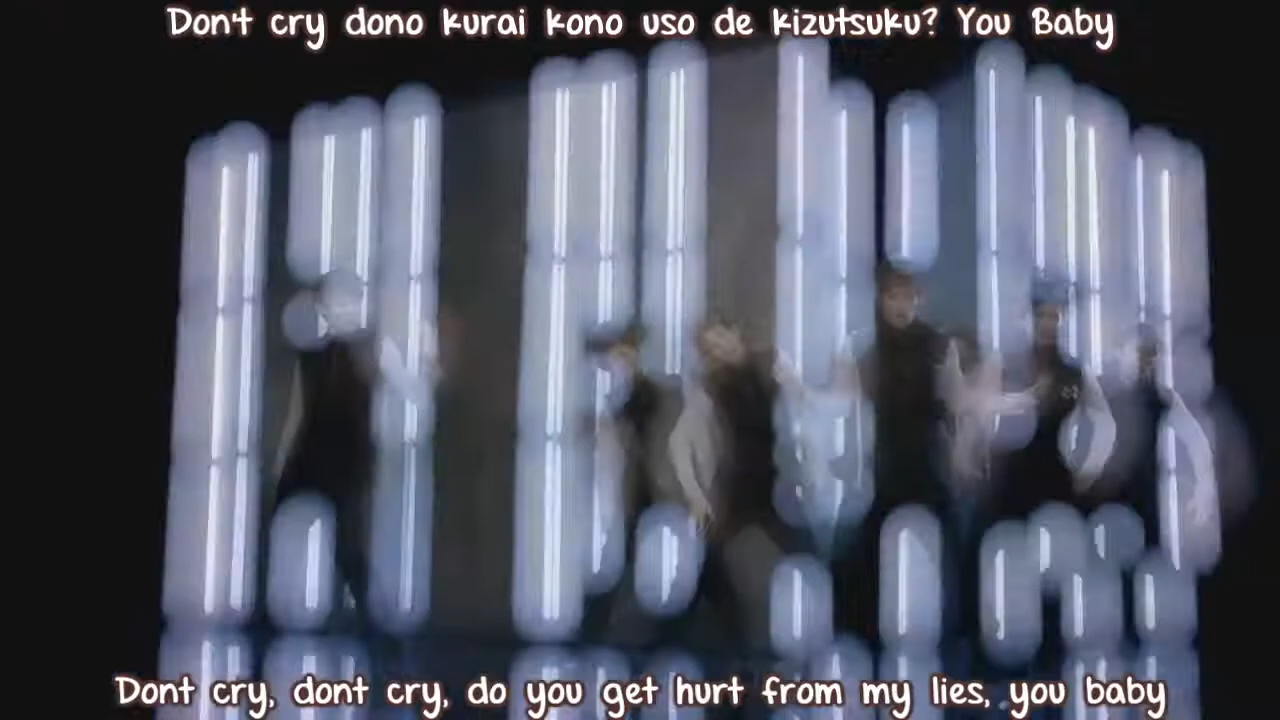 Don't cry dono kurai kono uso de kizutsuku? You Baby
Dont cry, dont cry, do you get hurt from my lies, you baby